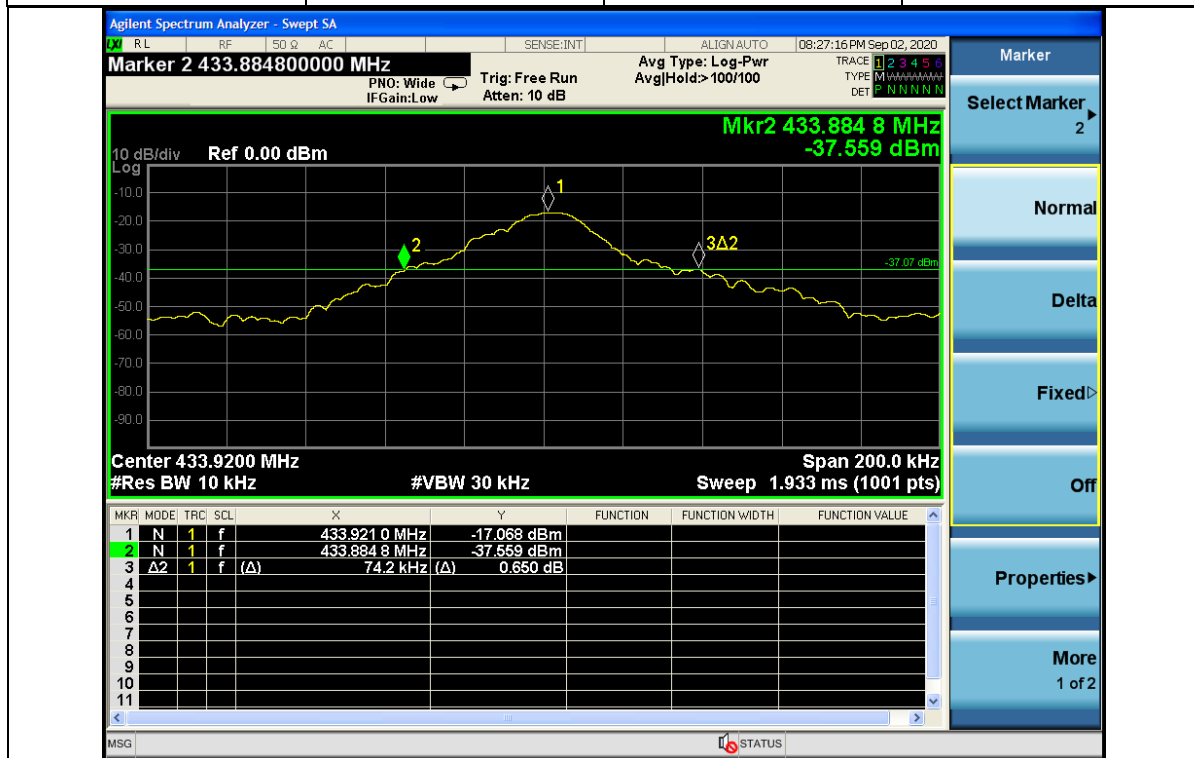 Agilent Spectrum Analyzer - Swept SA
LXI RL RF 50 Ω AC SENSE:INT ALIGNAUTO 08:27:16 PM Sep 02, 2020
Marker 2 433.884800000 MHz
PNO: Wide
IFGain:Low
Trig: Free Run
Atten: 10 dB
Avg Type: Log-Pwr
Avg|Hold:>100/100
TRACE 1 2 3 4 5 6
TYPE M
DET P N N N N N
Mkr2 433.884 8 MHz
-37.559 dBm
10 dB/div Ref 0.00 dBm
Log
-10.0
-20.0
-30.0
-40.0
-50.0
-60.0
-70.0
-80.0
-90.0
1
2
3Δ2
-37.07 dBm
Center 433.9200 MHz Span 200.0 kHz
#Res BW 10 kHz #VBW 30 kHz Sweep 1.933 ms (1001 pts)
MKR MODE TRC SCL X Y FUNCTION FUNCTION WIDTH FUNCTION VALUE
1 N 1 f 433.921 0 MHz -17.068 dBm
2 N 1 f 433.884 8 MHz -37.559 dBm
3 Δ2 1 f (Δ) 74.2 kHz (Δ) 0.650 dB
4
5
6
7
8
9
10
11
MSG STATUS
Marker
Select Marker
2
Normal
Delta
Fixed
Off
Properties
More
1 of 2